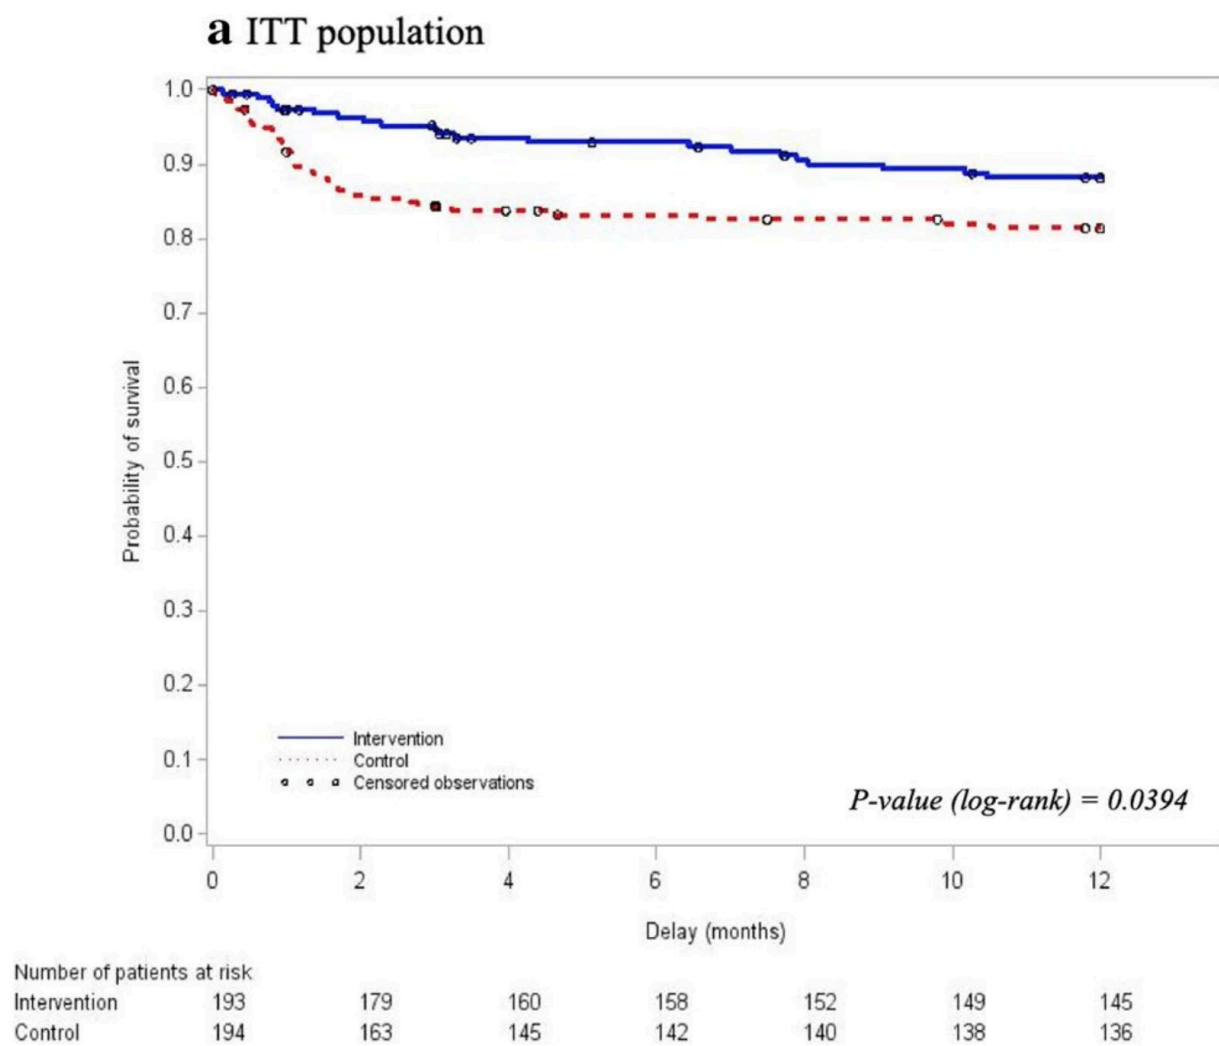 a ITT population
1.0
0.9
0.8
0.7
0.6
0.5
0.4
0.3
0.2
0.1
0.0
Probability of survival
Intervention
Control
Censored observations
P-value (log-rank) = 0.0394
0 2 4 6 8 10 12
Delay (months)
Number of patients at risk
Intervention 193 179 160 158 152 149 145
Control 194 163 145 142 140 138 136